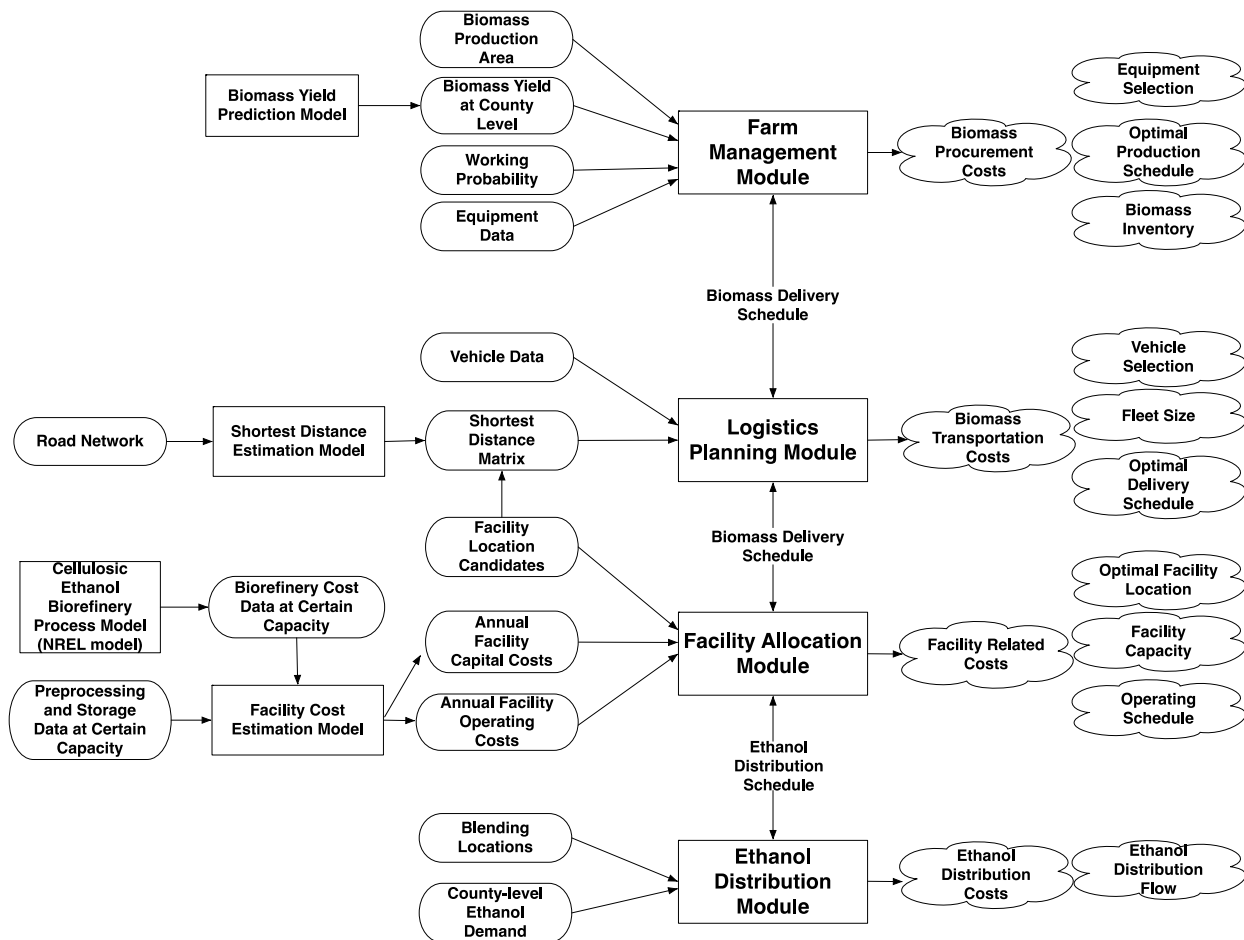 Biomass
Production
Area
Equipment
Selection
Biomass Yield
Prediction Model
Biomass Yield
at County
Level
Farm
Management
Module
Biomass
Procurement
Costs
Optimal
Production
Schedule
Working
Probability
Equipment
Data
Biomass
Inventory
Biomass Delivery
Schedule
Vehicle Data
Vehicle
Selection
Road Network
Shortest Distance
Estimation Model
Shortest
Distance
Matrix
Logistics
Planning Module
Biomass
Transportation
Costs
Fleet Size
Optimal
Delivery
Schedule
Facility
Location
Candidates
Biomass Delivery
Schedule
Cellulosic
Ethanol
Biorefinery
Process Model
(NREL model)
Biorefinery Cost
Data at Certain
Capacity
Annual
Facility
Capital Costs
Facility Allocation
Module
Facility Related
Costs
Optimal Facility
Location
Facility
Capacity
Operating
Schedule
Preprocessing
and Storage
Data at Certain
Capacity
Facility Cost
Estimation Model
Annual Facility
Operating
Costs
Ethanol
Distribution
Schedule
Blending
Locations
County-level
Ethanol
Demand
Ethanol
Distribution
Module
Ethanol
Distribution
Costs
Ethanol
Distribution
Flow